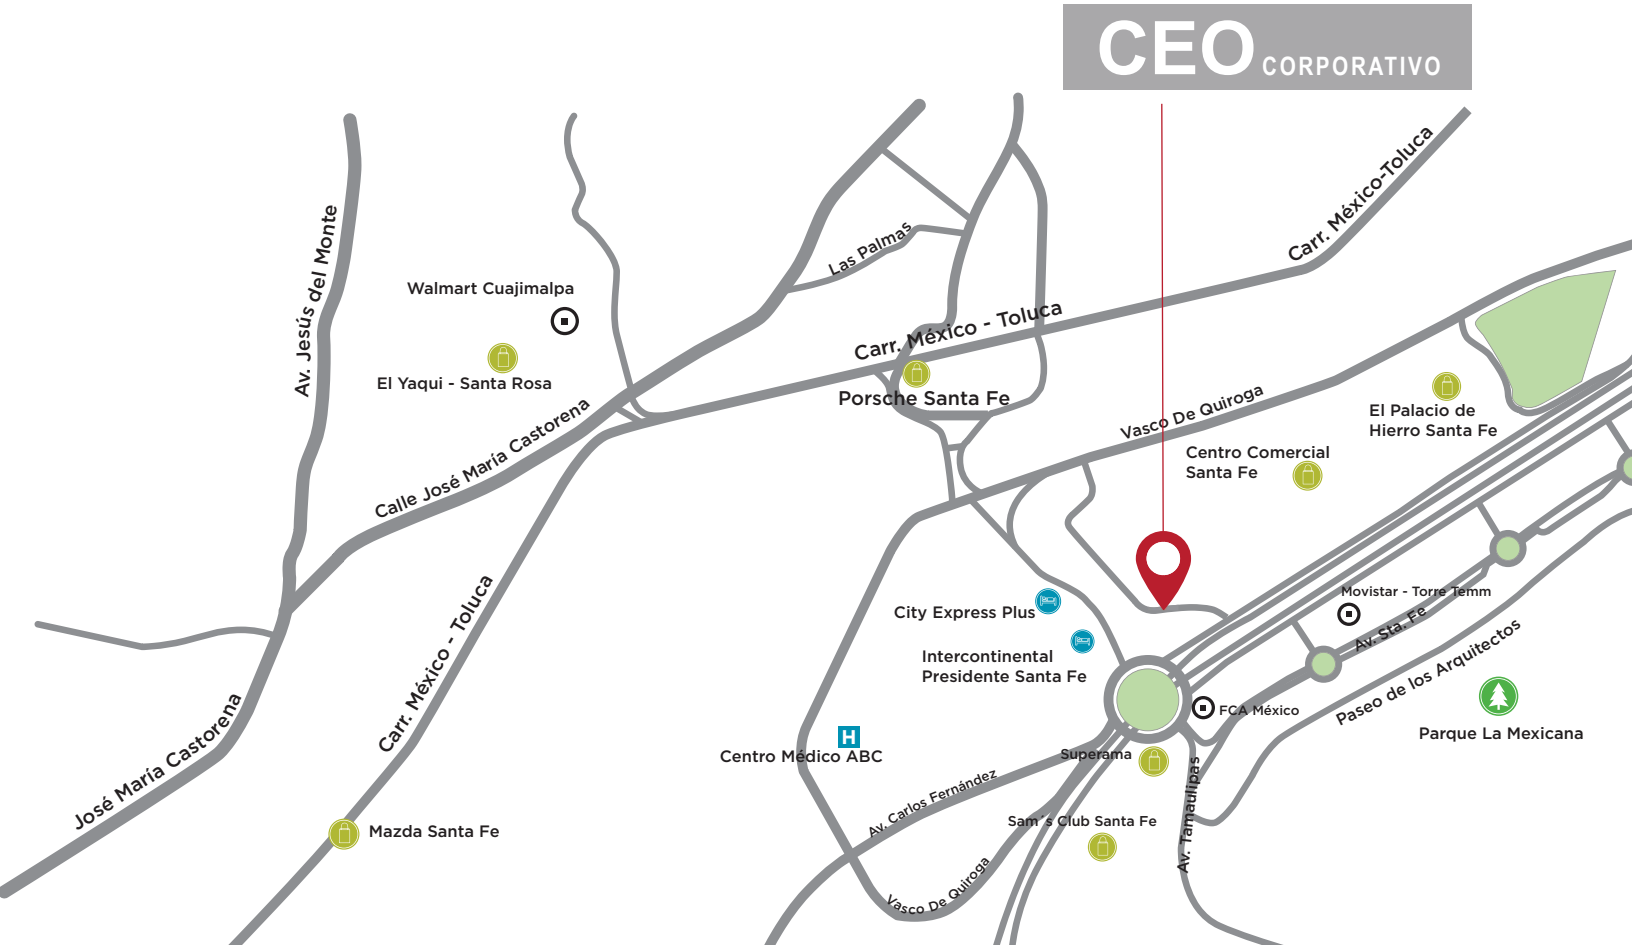 CEO CORPORATIVO
Carr. México-Toluca
Av. Jesús del Monte
Las Palmas
Walmart Cuajimalpa
Carr. México - Toluca
El Yaqui - Santa Rosa
Porsche Santa Fe
Vasco De Quiroga
El Palacio de
Hierro Santa Fe
Calle José María Castorena
Centro Comercial
Santa Fe
Carr. México - Toluca
City Express Plus
Movistar - Torre Temm
Av. Sta. Fe
Intercontinental
Presidente Santa Fe
Paseo de los Arquitectos
José María Castorena
FCA México
Parque La Mexicana
H
Centro Médico ABC
Superama
Av. Carlos Fernández
Av. Tamaulipas
Sam´s Club Santa Fe
Mazda Santa Fe
Vasco De Quiroga